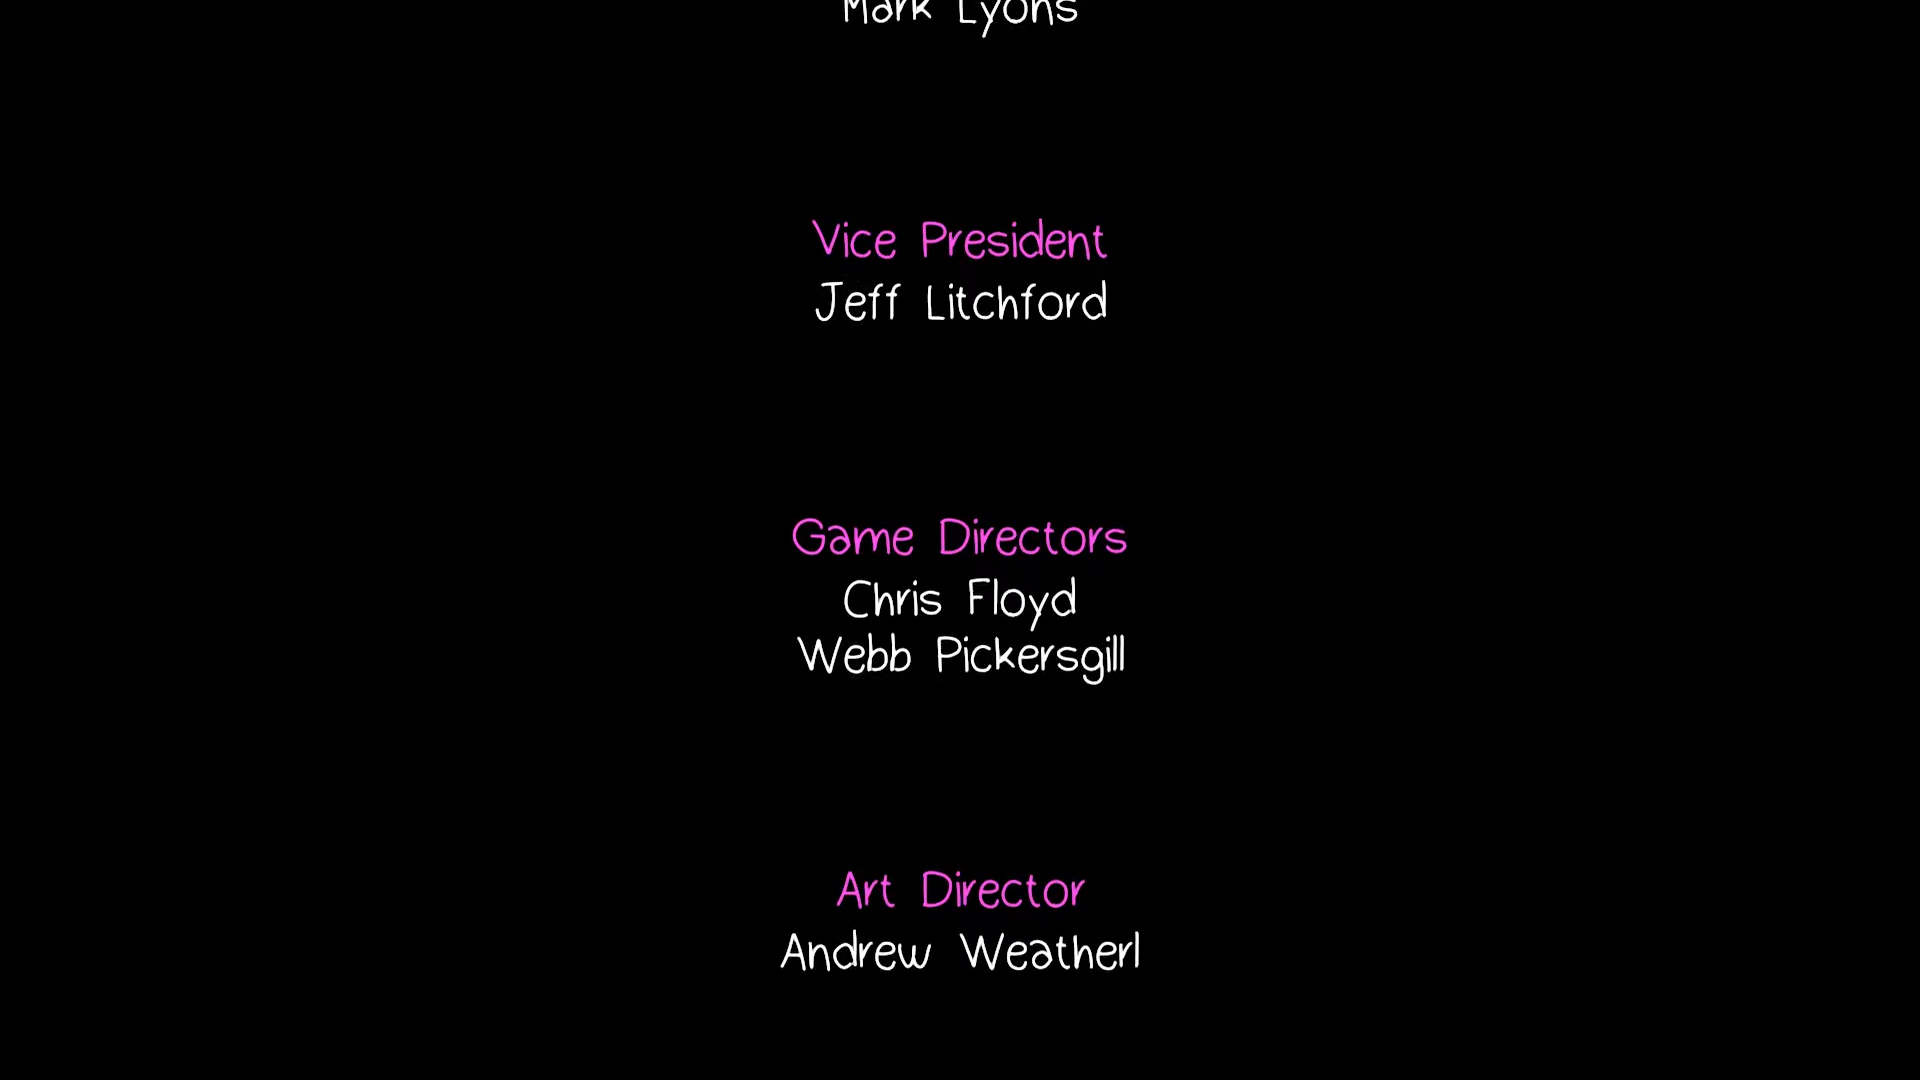 Mark Lyons
Vice President
Jeff Litchford
Game Directors
Chris Floyd
Webb Pickersgill
Art Director
Andrew Weatherl